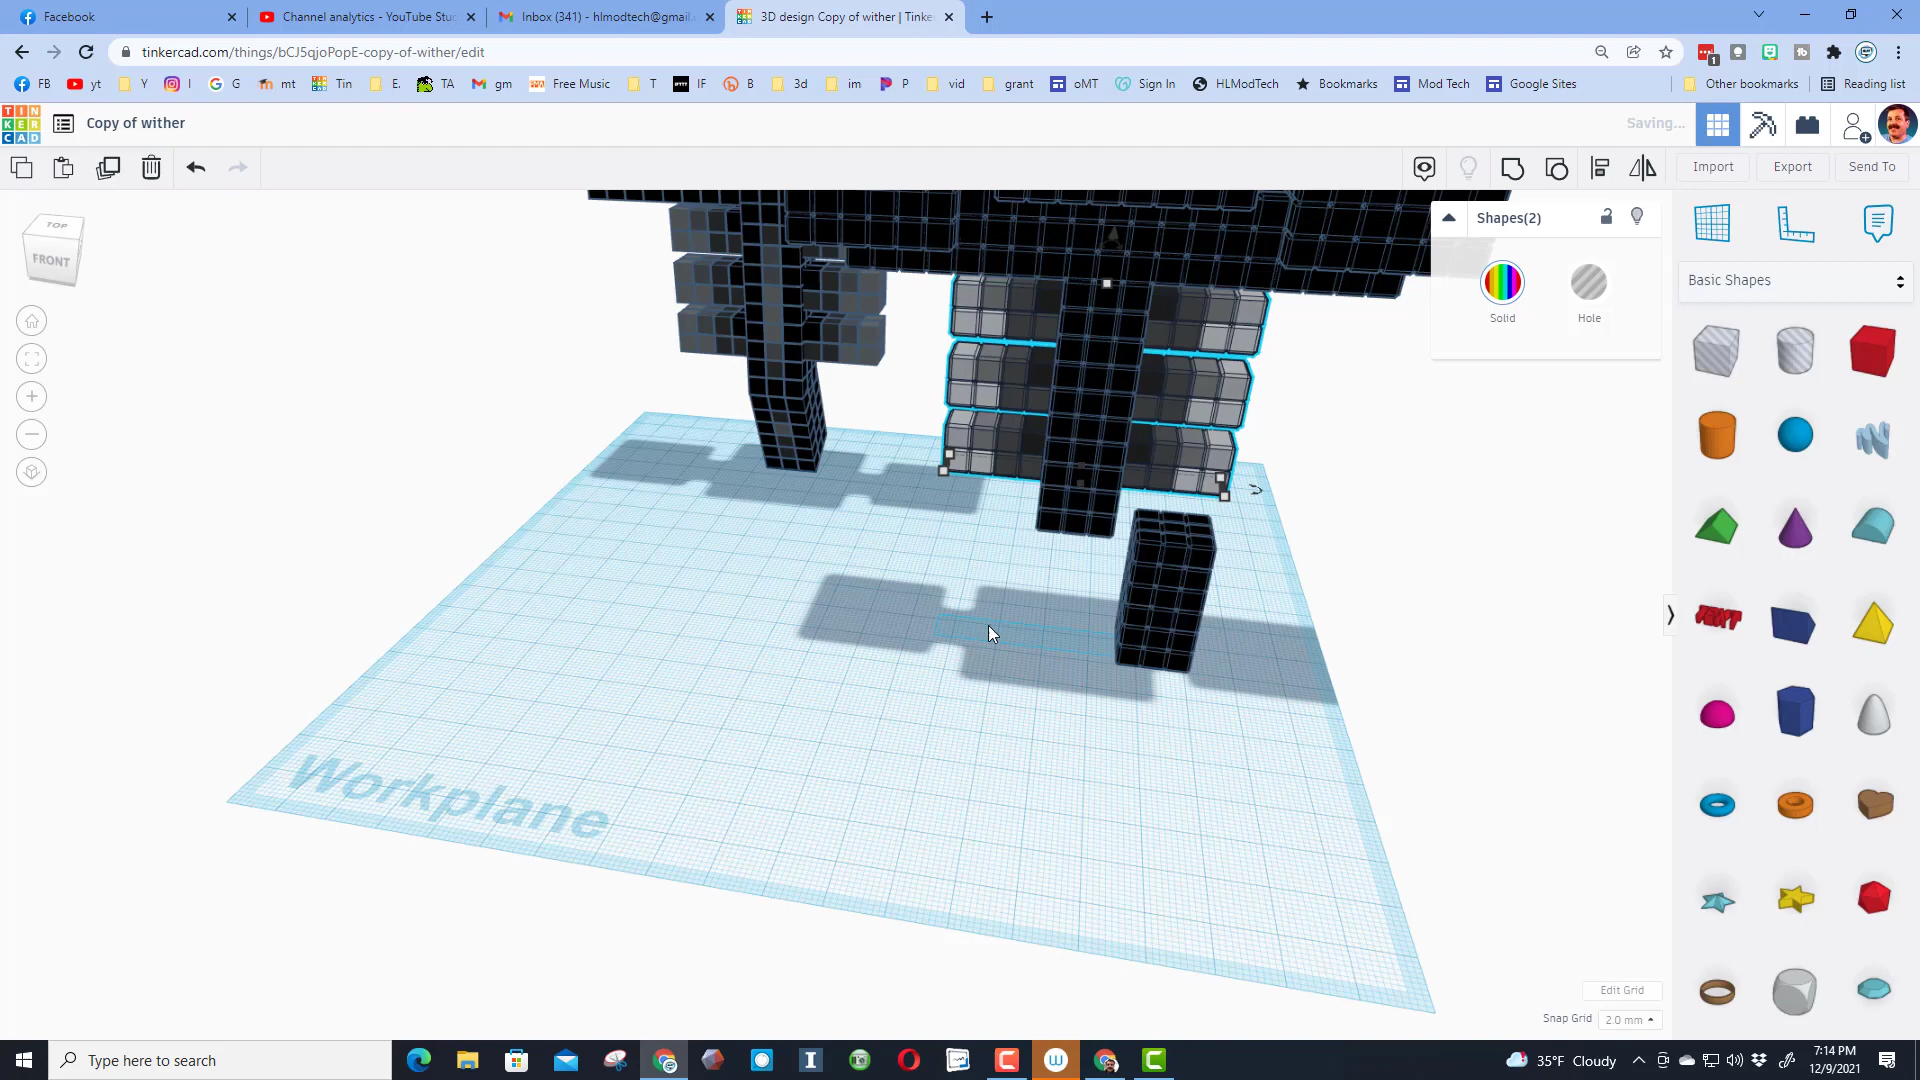 Facebook
Channel analytics - YouTube Stu
Inbox (341) - hlmodtech@gmail.
3D design Copy of wither | Tinke
tinkercad.com/things/bCJ5qjoPopE-copy-of-wither/edit
FB yt Y I G mt Tin E. TA gm Free Music T IF B 3d im P vid grant oMT Sign In HLModTech Bookmarks Mod Tech Google Sites Other bookmarks Reading list
TIN
KER
CAD
Copy of wither
Saving...
Import Export Send To
TOP
FRONT
Shapes(2)
Solid Hole
Basic Shapes
TEXT
Workplane
Edit Grid
Snap Grid 2.0 mm
Type here to search
35°F Cloudy
7:14 PM
12/9/2021